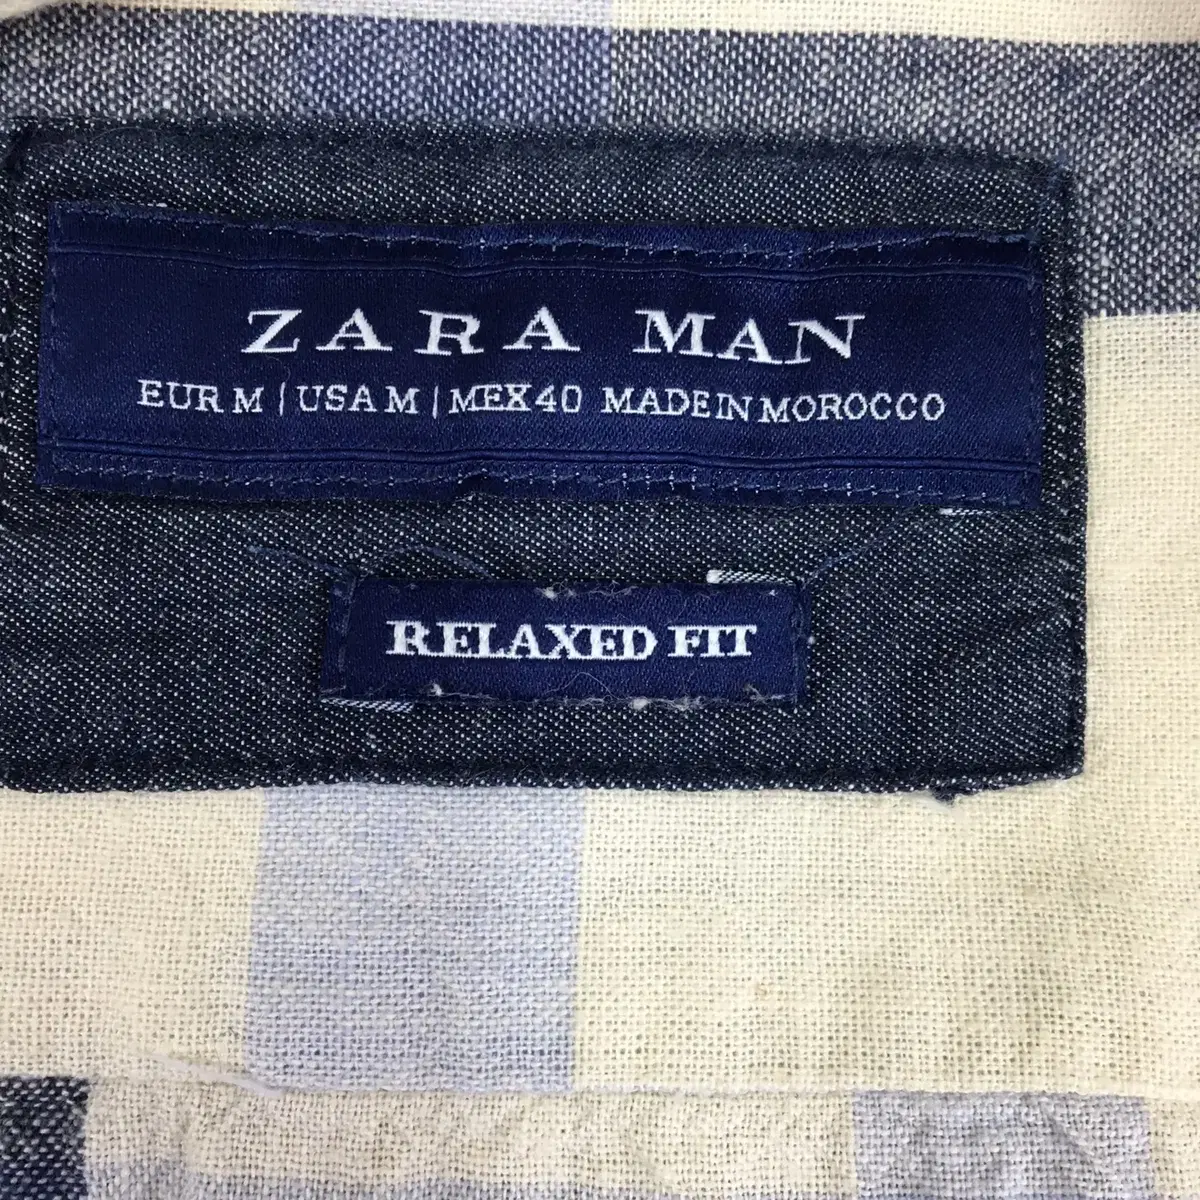 ZARA MAN
EUR M | USA M | MEX 40 MADE IN MOROCCO
RELAXED FIT